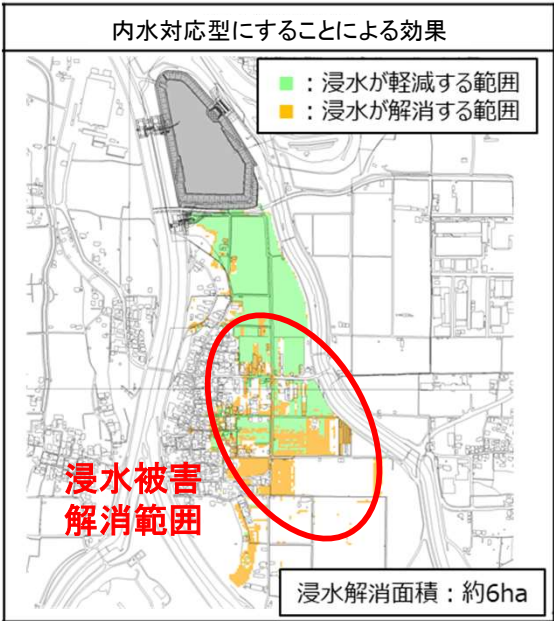 内水対応型にすることによる効果
■：浸水が軽減する範囲
■：浸水が解消する範囲
浸水被害
解消範囲
浸水解消面積：約6ha